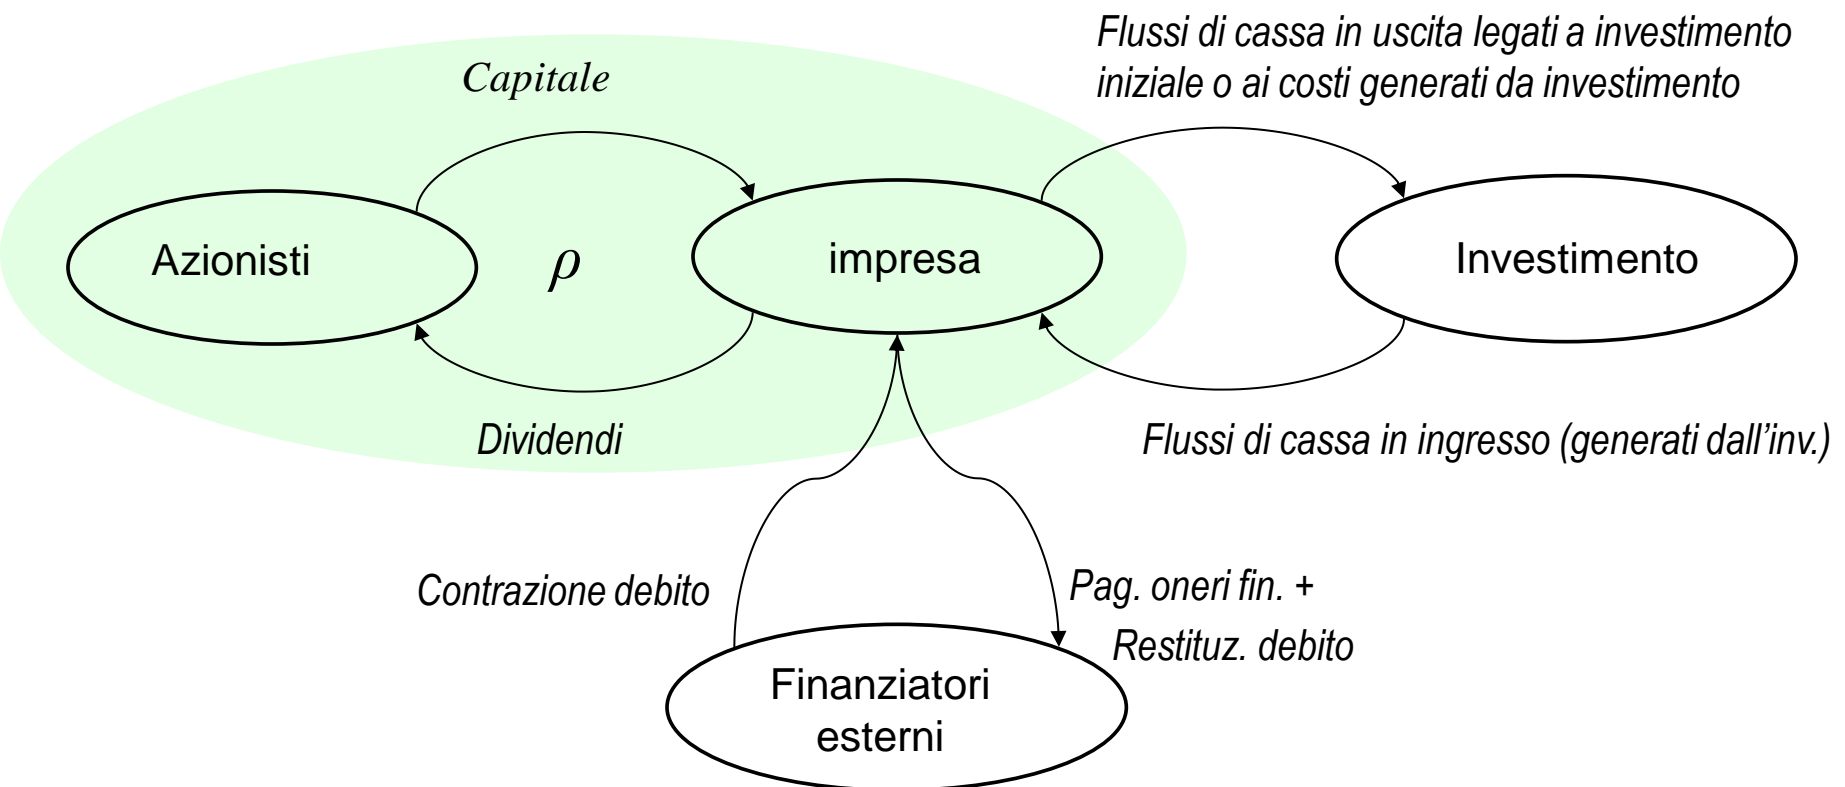 Flussi di cassa in uscita legati a investimento
iniziale o ai costi generati da investimento
Capitale
Azionisti
ρ
impresa
Investimento
Dividendi
Flussi di cassa in ingresso (generati dall’inv.)
Contrazione debito
Pag. oneri fin. +
Restituz. debito
Finanziatori
esterni